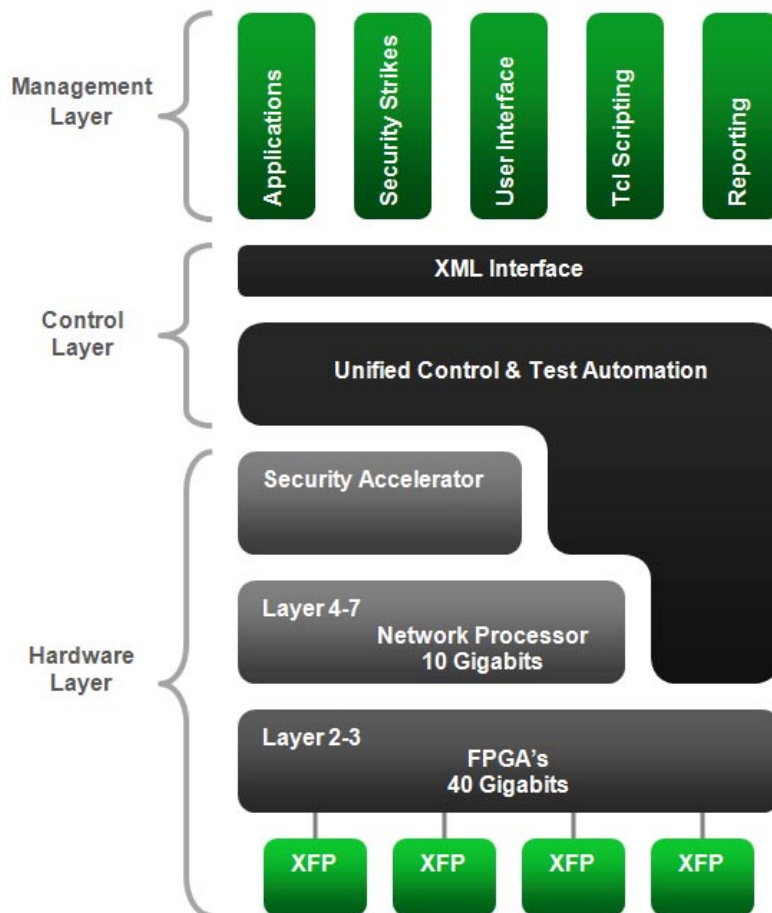 Management
Layer
Applications
Security Strikes
User Interface
Tcl Scripting
Reporting
Control
Layer
XML Interface
Unified Control & Test Automation
Hardware
Layer
Security Accelerator
Layer 4-7
Network Processor
10 Gigabits
Layer 2-3
FPGA's
40 Gigabits
XFP
XFP
XFP
XFP